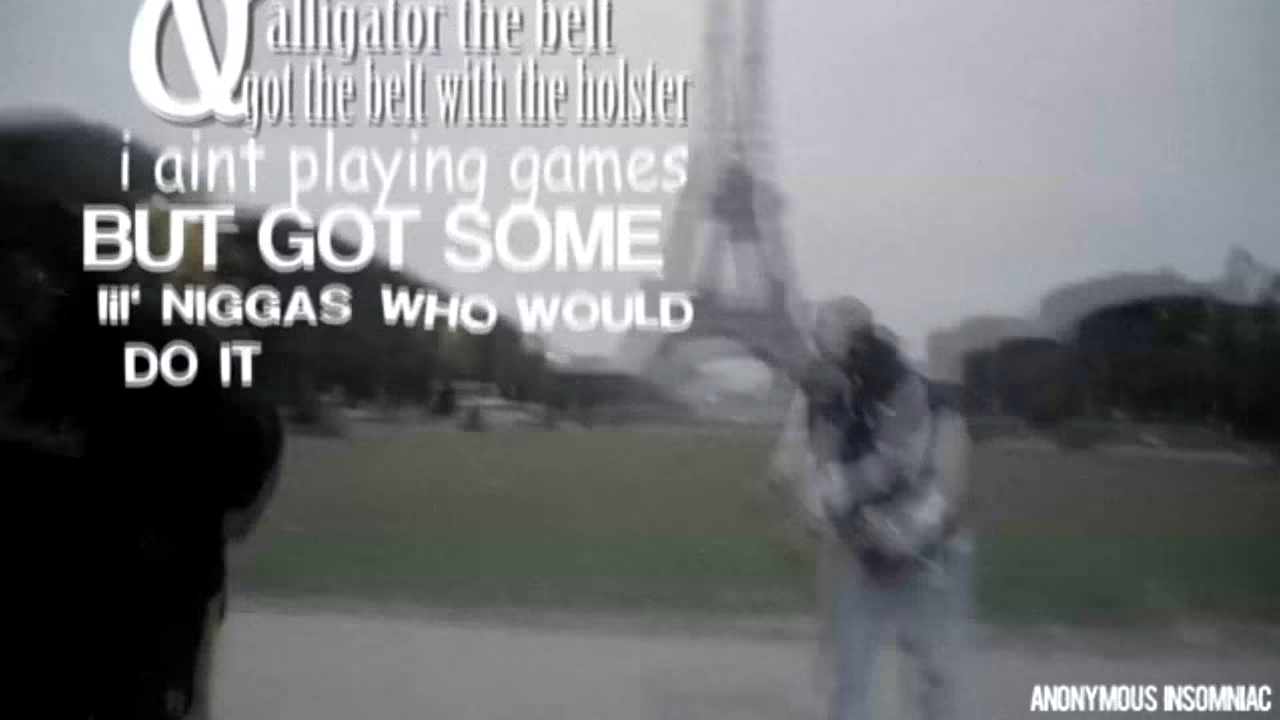 & alligator the belt
got the belt with the holster
i aint playing games
BUT GOT SOME
lil' NIGGAS WHO WOULD
DO IT
ANONYMOUS INSOMNIAC